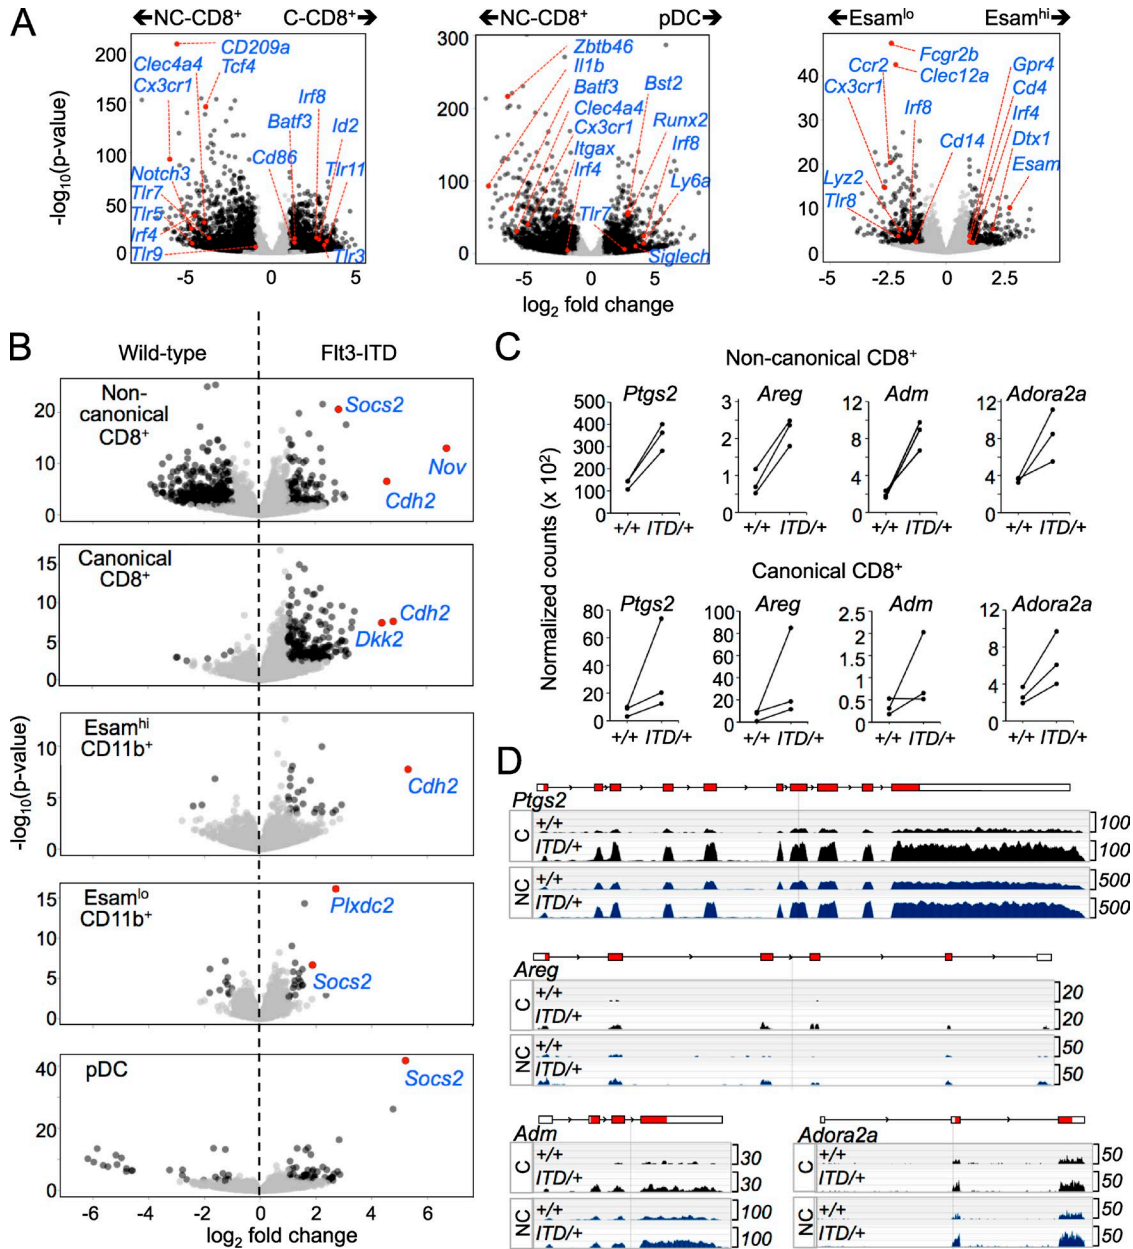 A
←NC-CD8+ C-CD8+→
←NC-CD8+ pDC→
←Esamlo Esamhi→
-log10(p-value)
200
150
100
50
0
-5 0 5
CD209a
Clec4a4 Tcf4
Cx3cr1
Irf8
Batf3 Id2
Cd86 Tlr11
Notch3
Tlr7
Tlr5
Irf4
Tlr9 Tlr3
300
200
100
0
-5 0 5
Zbtb46
Il1b
Batf3 Bst2
Clec4a4
Cx3cr1 Runx2
Itgax Irf8
Irf4 Ly6a
Tlr7
Siglech
40
30
20
10
0
-5 -2.5 0 2.5
Fcgr2b
Ccr2 Clec12a Gpr4
Cx3cr1 Cd4
Irf8 Irf4
Cd14 Dtx1
Lyz2 Esam
Tlr8
log2 fold change
B
Wild-type Flt3-ITD
Non-canonical CD8+
20
10
0
Socs2
Nov
Cdh2
Canonical CD8+
15
10
5
0
Cdh2
Dkk2
Esamhi CD11b+
10
5
0
Cdh2
Esamlo CD11b+
15
10
5
0
Plxdc2
Socs2
pDC
40
20
0
Socs2
-log10(p-value)
-6 -4 -2 0 2 4 6
log2 fold change
C
Non-canonical CD8+
Normalized counts (x 10²)
Ptgs2 Areg Adm Adora2a
500
400
300
200
100
0
3
2
1
0
12
8
4
0
12
8
4
0
+/+ ITD/+ +/+ ITD/+ +/+ ITD/+ +/+ ITD/+
Canonical CD8+
Ptgs2 Areg Adm Adora2a
80
60
40
20
0
100
80
60
40
20
0
2.5
2
1.5
1
0.5
0
12
8
4
0
+/+ ITD/+ +/+ ITD/+ +/+ ITD/+ +/+ ITD/+
D
Ptgs2
C
+/+ 100
ITD/+ 100
NC
+/+ 500
ITD/+ 500
Areg
C
+/+ 20
ITD/+ 20
NC
+/+ 50
ITD/+ 50
Adm
C
+/+ 30
ITD/+ 30
NC
+/+ 100
ITD/+ 100
Adora2a
C
+/+ 50
ITD/+ 50
NC
+/+ 50
ITD/+ 50